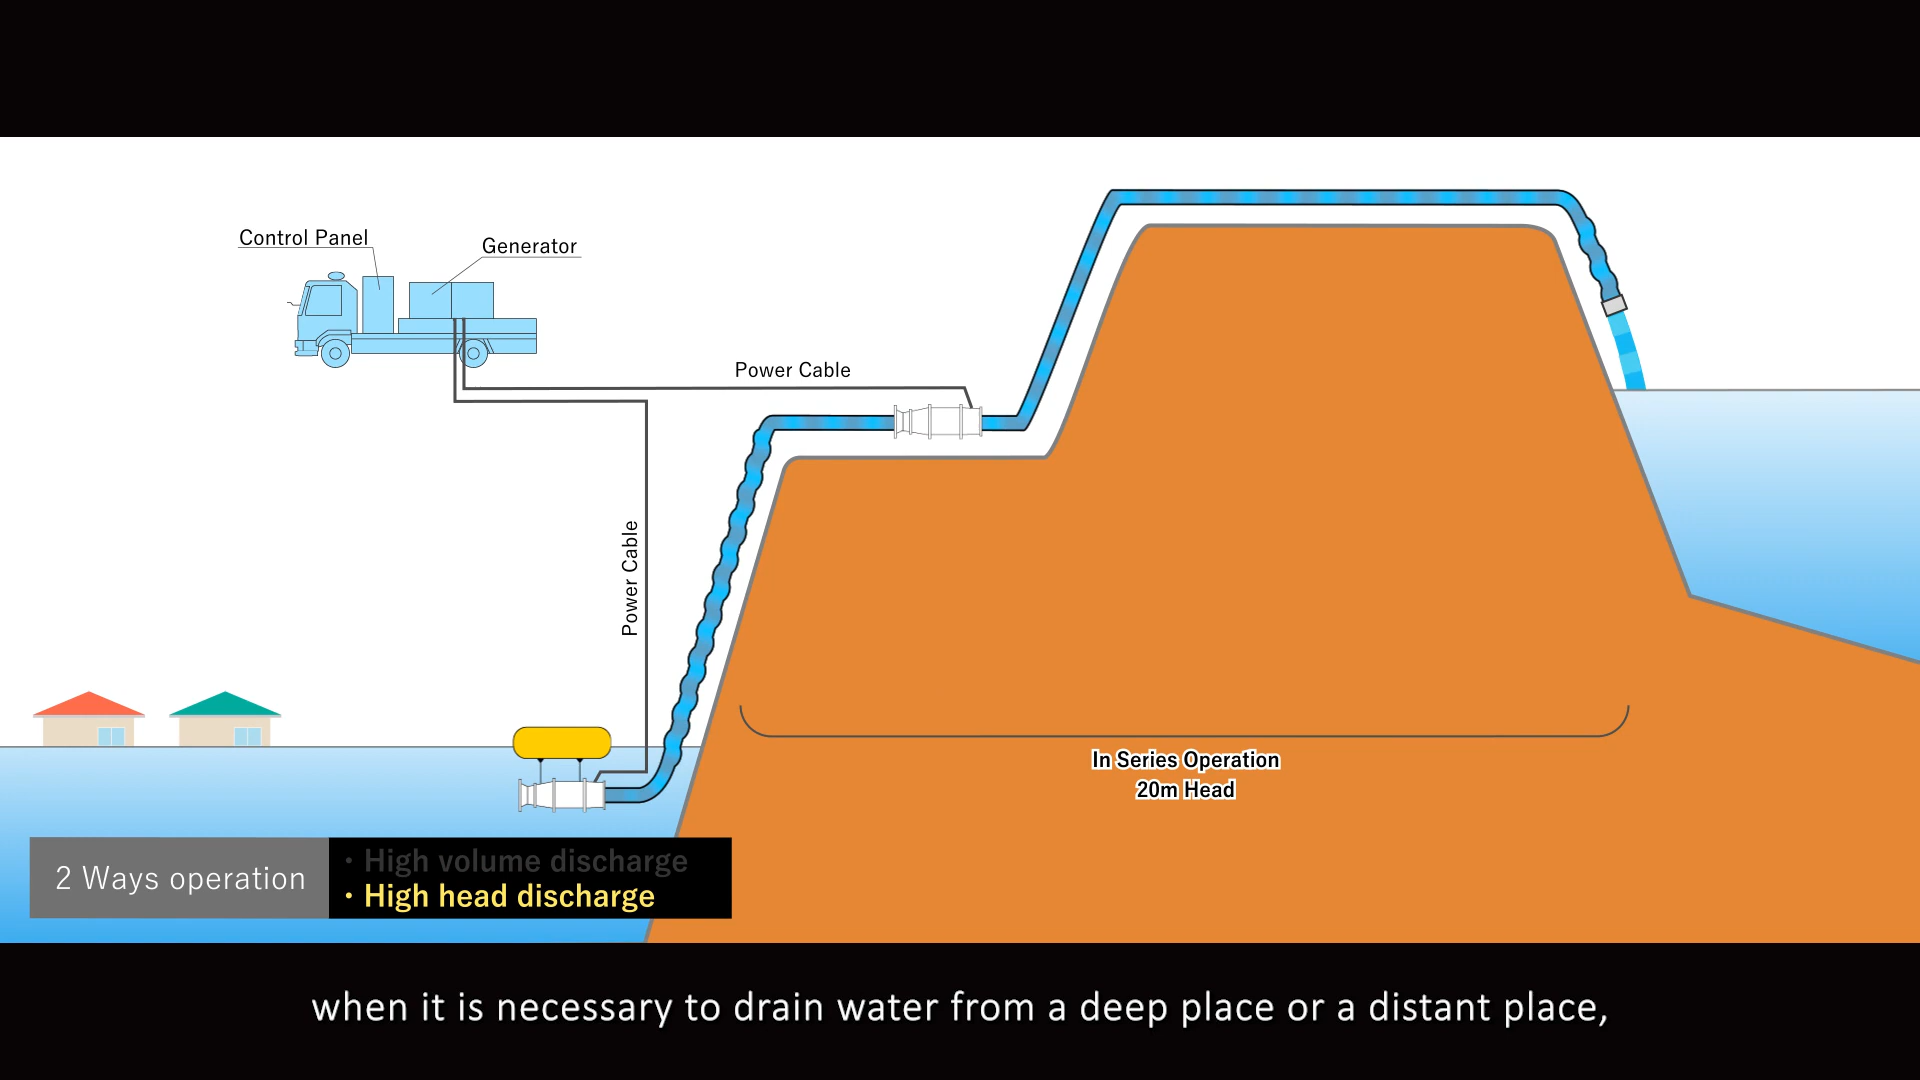 Control Panel
Generator
Power Cable
Power Cable
In Series Operation
20m Head
2 Ways operation
・High volume discharge
・High head discharge
when it is necessary to drain water from a deep place or a distant place,